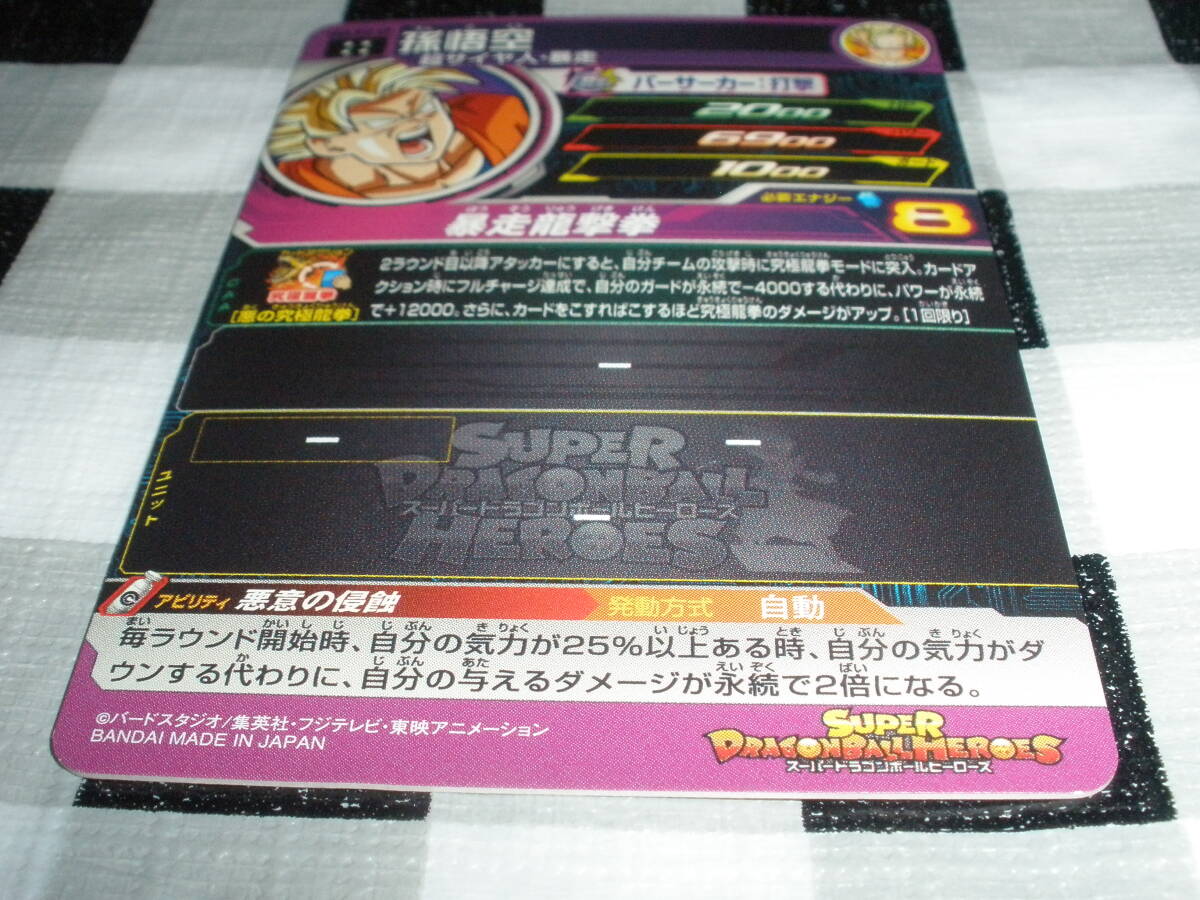 孫悟空
超サイヤ人・暴走
バーサーカー：打撃
2000
6900
1000
必要エナジー 8
暴走龍撃拳
究極龍拳
[悪の究極龍拳]
2ラウンド目以降アタッカーにすると、自分チームの攻撃時に究極龍拳モードに突入。カードア
クション時にフルチャージ達成で、自分のガードが永続で−4000する代わりに、パワーが永続
で+12000。さらに、カードをこすればこするほど究極龍拳のダメージがアップ。[1回限り]
−
−
−
−
ユニット
SUPER
DRAGONBALL
スーパードラゴンボールヒーローズ
HEROES
アビリティ 悪意の侵蝕 発動方式 自動
毎ラウンド開始時、自分の気力が25%以上ある時、自分の気力がダ
ウンする代わりに、自分の与えるダメージが永続で2倍になる。
©バードスタジオ/集英社・フジテレビ・東映アニメーション
BANDAI MADE IN JAPAN
SUPER
DRAGONBALL HEROES
スーパードラゴンボールヒーローズ